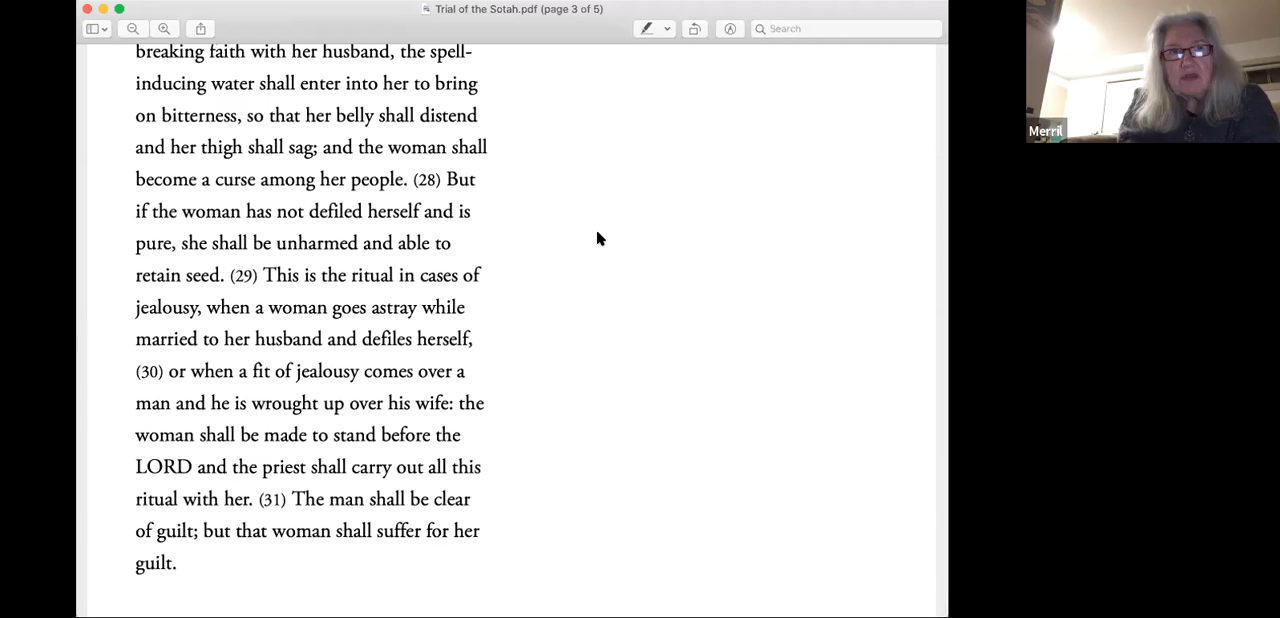 Trial of the Sotah.pdf (page 3 of 5)
Search
breaking faith with her husband, the spell-
inducing water shall enter into her to bring
on bitterness, so that her belly shall distend
and her thigh shall sag; and the woman shall
become a curse among her people. (28) But
if the woman has not defiled herself and is
pure, she shall be unharmed and able to
retain seed. (29) This is the ritual in cases of
jealousy, when a woman goes astray while
married to her husband and defiles herself,
(30) or when a fit of jealousy comes over a
man and he is wrought up over his wife: the
woman shall be made to stand before the
LORD and the priest shall carry out all this
ritual with her. (31) The man shall be clear
of guilt; but that woman shall suffer for her
guilt.
Merril